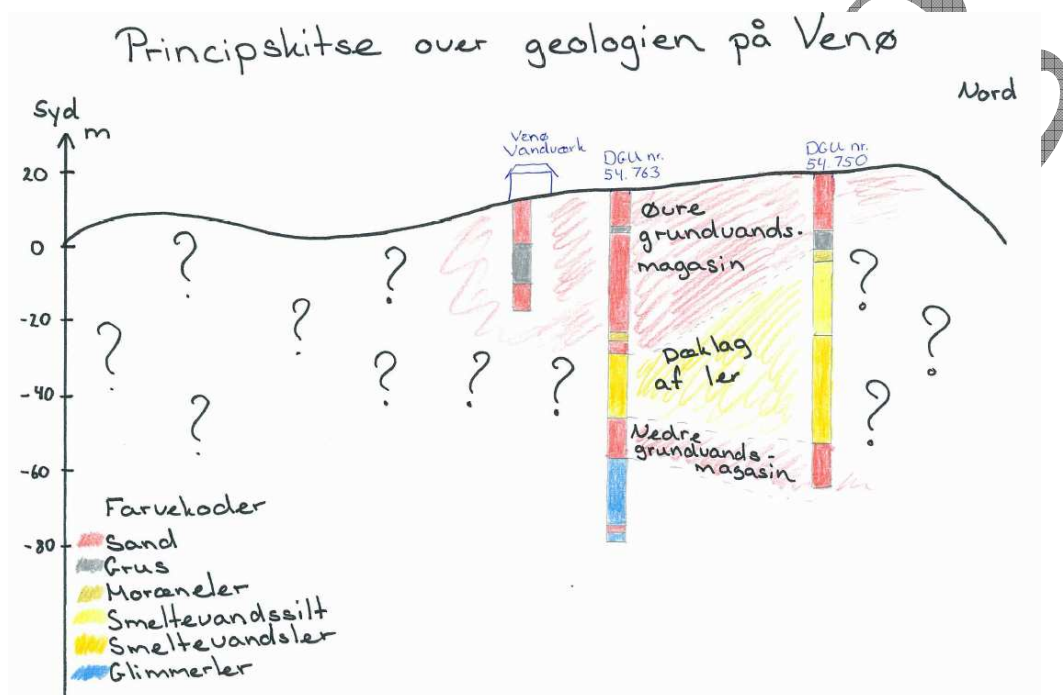 Principskitse over geologien på Venø
Nord
Syd
m
Venø
Vandværk
DGU nr.
54.763
DGU nr.
54.750
20
0
-20
-40
-60
-80
Øvre
grundvands-
magasin
Dæklag
af ler
Nedre
grundvands-
magasin
? ? ? ? ? ? ? ? ? ? ? ?
Farvekoder
Sand
Grus
Moræneler
Smeltevandssilt
Smeltevandsler
Glimmerler